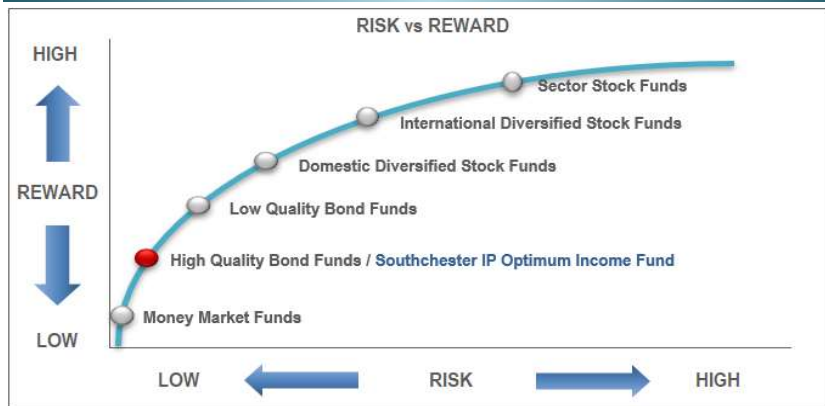 RISK vs REWARD
HIGH
Sector Stock Funds
International Diversified Stock Funds
Domestic Diversified Stock Funds
REWARD
Low Quality Bond Funds
High Quality Bond Funds / Southchester IP Optimum Income Fund
Money Market Funds
LOW
LOW RISK HIGH